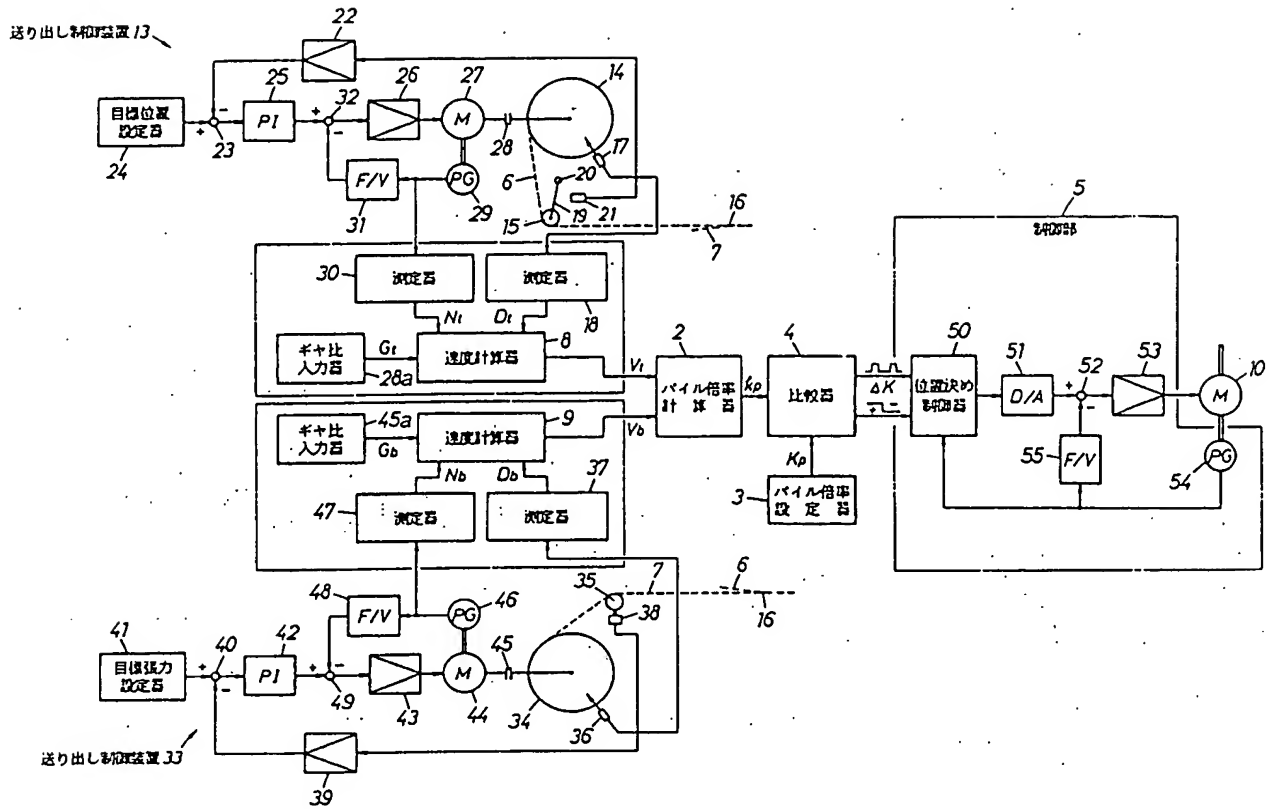 送り出し制御装置13
22
目標位置
設定器
24
+
-
23
25
PI
+
32
-
26
27
M
28
14
17
F/V
31
PG
29
6
20
19
21
15
16
7
30
測定器
測定器
18
Nt
Dt
ギヤ比
入力器
28a
Gt
速度計算器
8
Vt
45a
ギヤ比
入力器
Gb
速度計算器
9
Vb
Nb
Db
37
47
測定器
測定器
2
パイル倍率
計算器
kp
4
比較器
Kp
3
パイル倍率
設定器
ΔK
+ -
5
制御部
50
位置決め
制御器
51
D/A
+
52
-
53
10
M
55
F/V
PG
54
48
F/V
46
PG
35
38
7
6
16
41
目標張力
設定器
+
40
-
42
PI
+
-
49
43
M
44
45
34
36
39
送り出し制御装置33